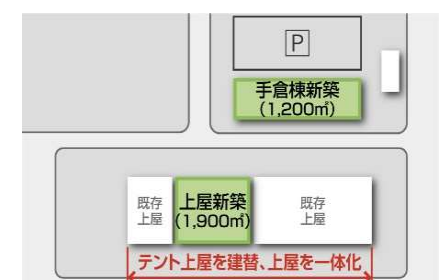 P
手倉棟新築
(1,200㎡)
既存
上屋
上屋新築
(1,900㎡)
既存
上屋
テント上屋を建替、上屋を一体化